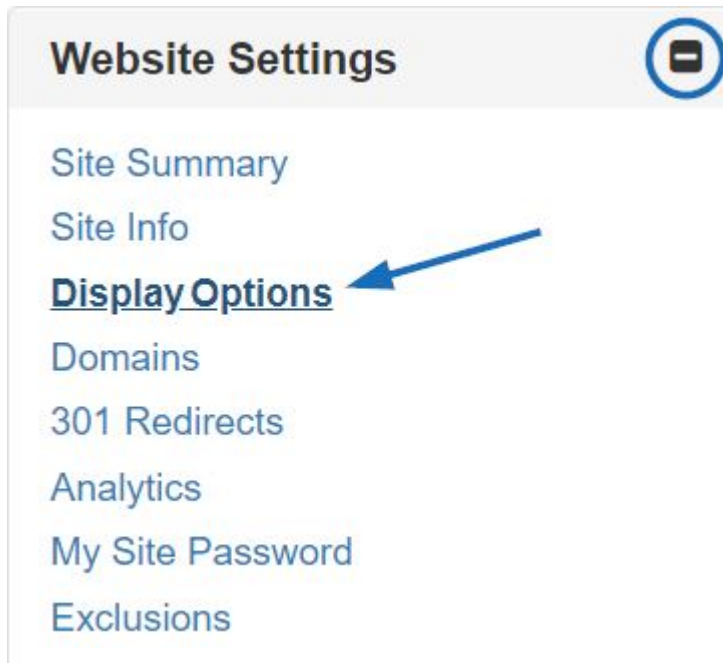 Website Settings
Site Summary
Site Info
Display Options
Domains
301 Redirects
Analytics
My Site Password
Exclusions